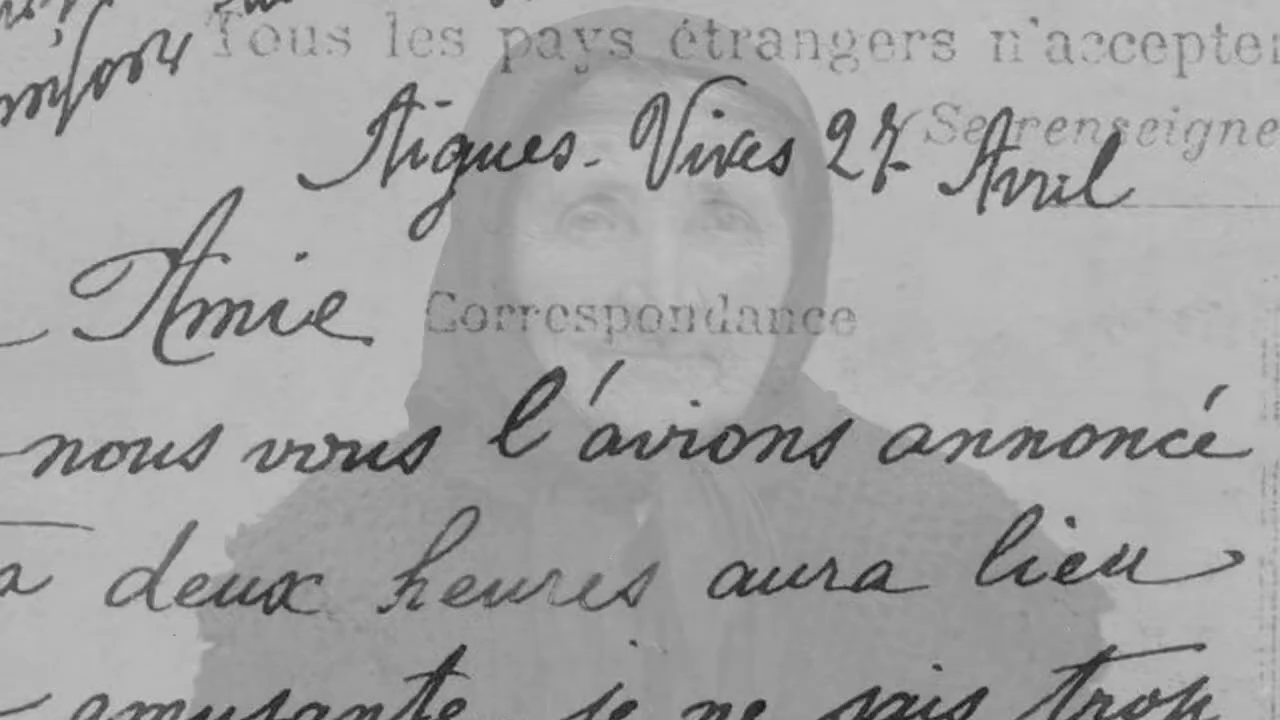 Tous les pays étrangers n'accepten
Se renseigne
Aigues-Vives 27 Avril
Amie
Correspondance
nous vous l'avions annoncé
a deux heures aura lieu
amusante je ne sais trop